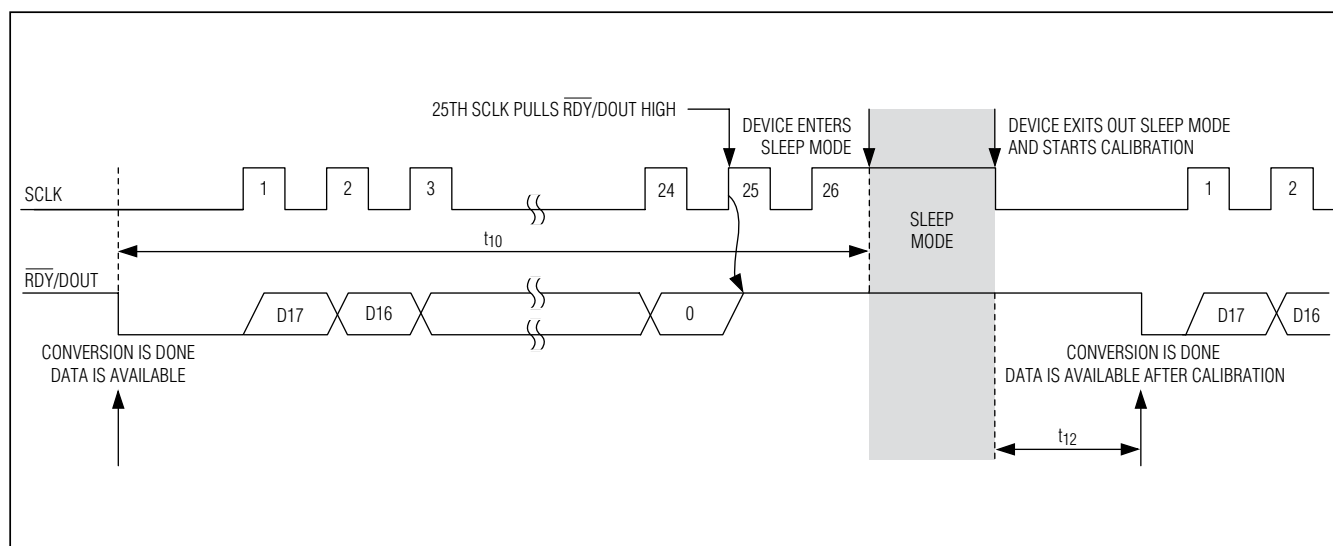 25TH SCLK PULLS R̅D̅Y̅/DOUT HIGH
DEVICE ENTERS
SLEEP MODE
DEVICE EXITS OUT SLEEP MODE
AND STARTS CALIBRATION
SCLK
1
2
3
24
25
26
1
2
SLEEP
MODE
t10
R̅D̅Y̅/DOUT
D17
D16
0
D17
D16
CONVERSION IS DONE
DATA IS AVAILABLE
CONVERSION IS DONE
DATA IS AVAILABLE AFTER CALIBRATION
t12